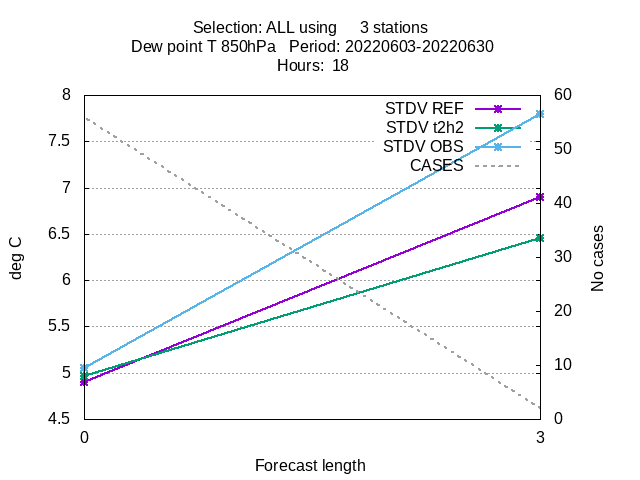 Selection: ALL using     3 stations
Dew point T 850hPa   Period: 20220603-20220630
Hours:  18
8
7.5
7
6.5
6
5.5
5
4.5
deg C
60
50
40
30
20
10
0
No cases
STDV REF
STDV t2h2
STDV OBS
CASES
0
3
Forecast length